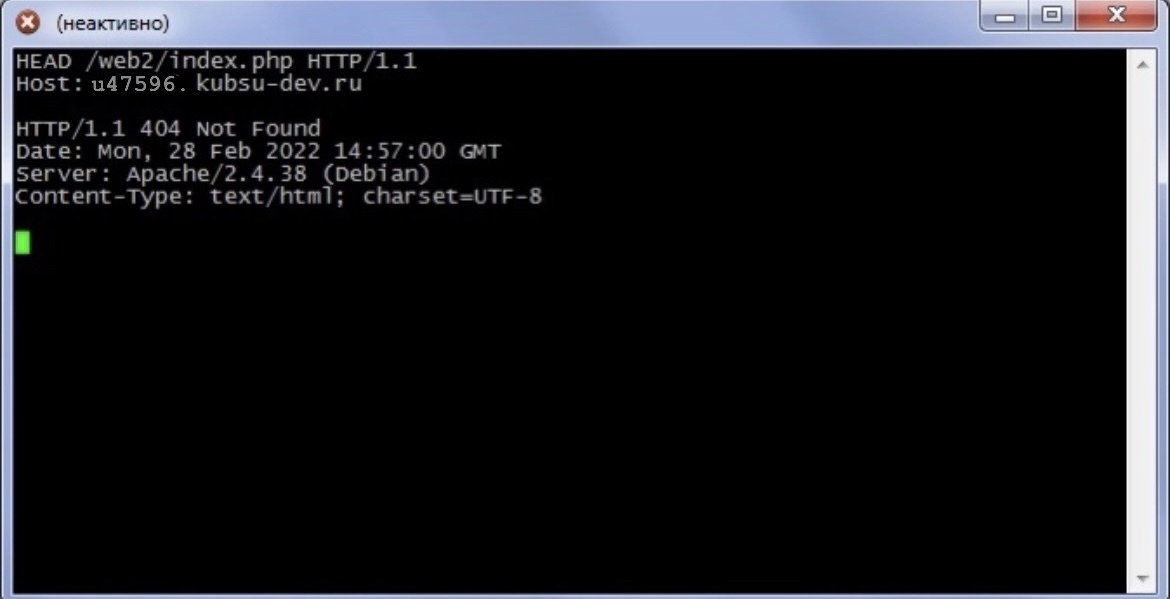 (неактивно)
HEAD /web2/index.php HTTP/1.1
Host: u47596. kubsu-dev.ru
HTTP/1.1 404 Not Found
Date: Mon, 28 Feb 2022 14:57:00 GMT
Server: Apache/2.4.38 (Debian)
Content-Type: text/html; charset=UTF-8